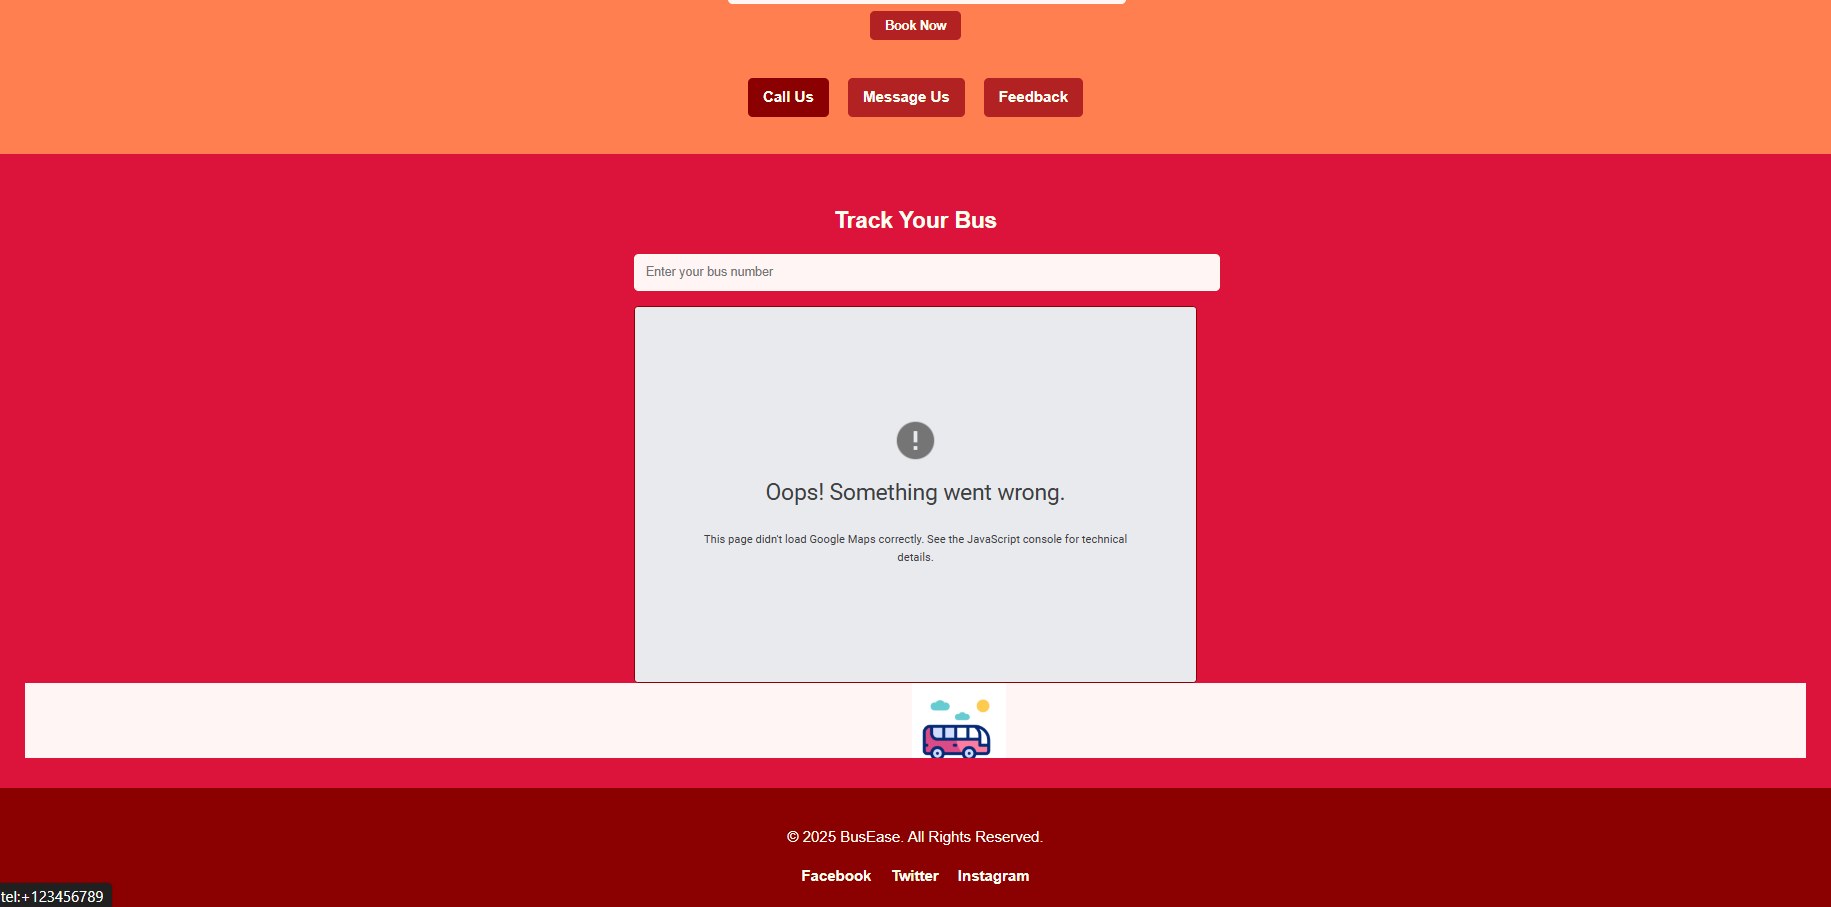 Book Now
Call Us
Message Us
Feedback
Track Your Bus
Enter your bus number
Oops! Something went wrong.
This page didn't load Google Maps correctly. See the JavaScript console for technical
details.
© 2025 BusEase. All Rights Reserved.
Facebook
Twitter
Instagram
tel:+123456789